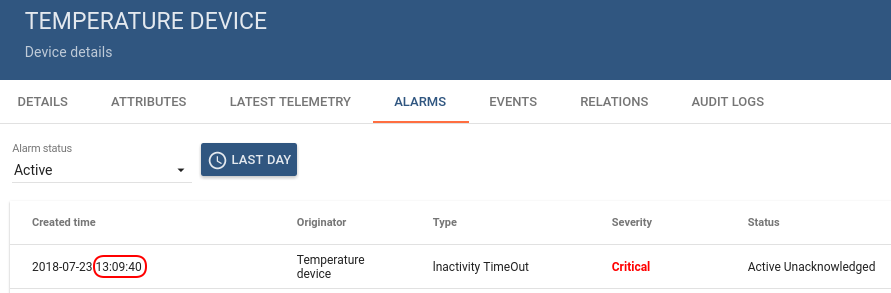 TEMPERATURE DEVICE
Device details
DETAILS ATTRIBUTES LATEST TELEMETRY ALARMS EVENTS RELATIONS AUDIT LOGS
Alarm status
Active
LAST DAY
Created time Originator Type Severity Status
2018-07-23 13:09:40 Temperature device Inactivity TimeOut Critical Active Unacknowledged